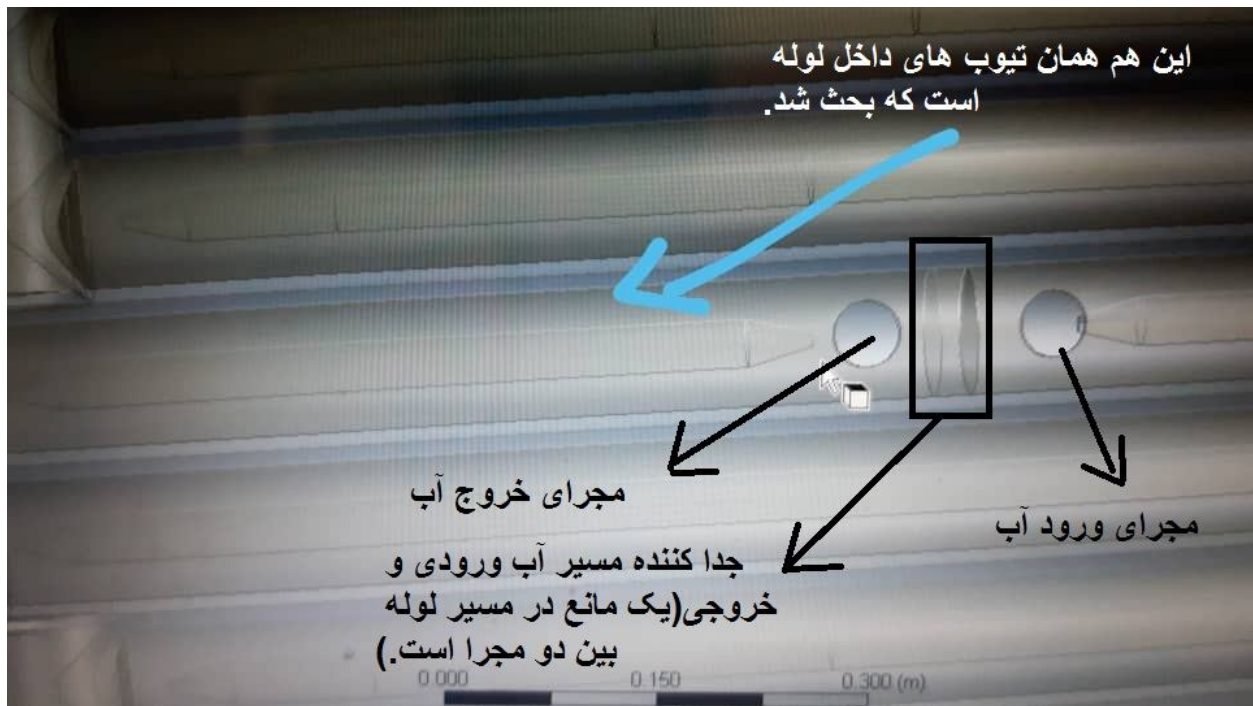 این هم همان تیوب های داخل لوله
است که بحث شد.
مجرای خروج آب
مجرای ورود آب
جدا کننده مسیر آب ورودی و
خروجی(یک مانع در مسیر لوله
بین دو مجرا است.)
0.000 0.150 0.300 (m)